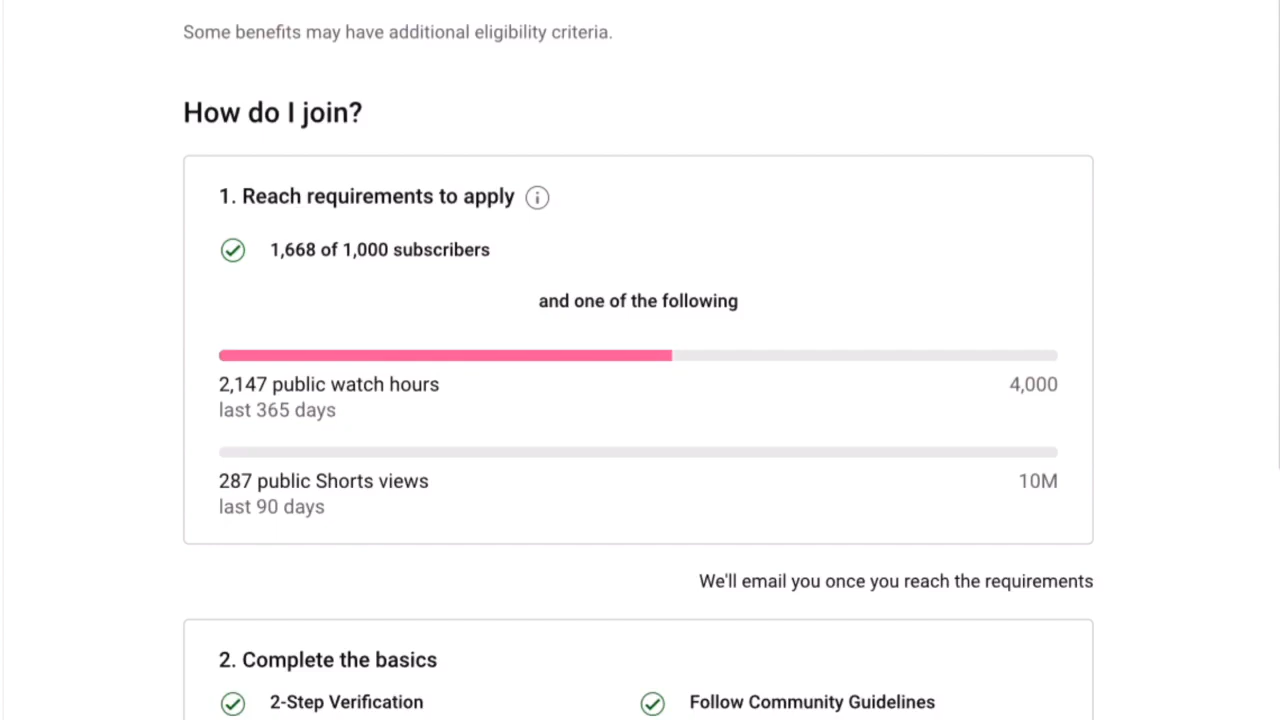 Some benefits may have additional eligibility criteria.
How do I join?
1. Reach requirements to apply
1,668 of 1,000 subscribers
and one of the following
2,147 public watch hours 4,000
last 365 days
287 public Shorts views 10M
last 90 days
We'll email you once you reach the requirements
2. Complete the basics
2-Step Verification Follow Community Guidelines